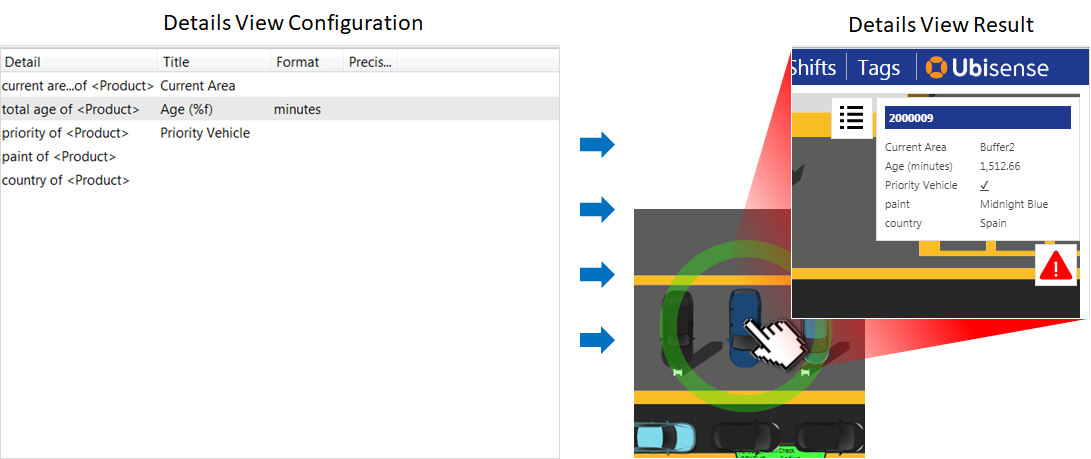 Details View Configuration
Detail Title Format Precis...
current are...of <Product> Current Area
total age of <Product> Age (%f) minutes
priority of <Product> Priority Vehicle
paint of <Product>
country of <Product>
Details View Result
Shifts Tags Ubisense
2000009
Current Area Buffer2
Age (minutes) 1,512.66
Priority Vehicle ✓
paint Midnight Blue
country Spain
Check